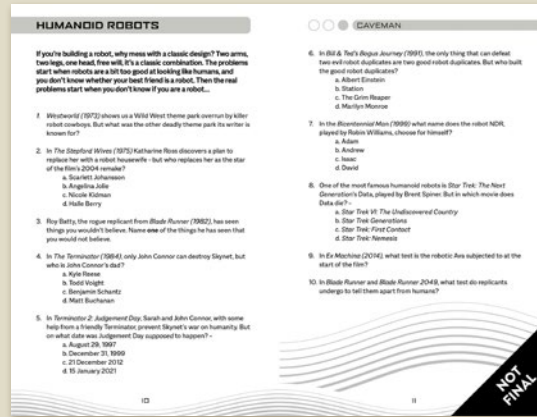 HUMANOID ROBOTS
If you're building a robot, why mess with a classic design? Two arms,
two legs, one head, free will, it's a classic combination. The problems
start when robots are a bit too good at looking like humans, and
you don't know whether your best friend is a robot. Then the real
problems start when you don't know if you are a robot...
1. Westworld (1973) shows us a Wild West theme park overrun by killer
robot cowboys. But what was the other deadly theme park its writer is
known for?
2. In The Stepford Wives (1975) Katharine Ross discovers a plan to
replace her with a robot housewife - but who replaces her as the star
of the film's 2004 remake?
a. Scarlett Johansson
b. Angelina Jolie
c. Nicole Kidman
d. Halle Berry
3. Roy Batty, the rogue replicant from Blade Runner (1982), has seen
things you wouldn't believe. Name one of the things he has seen that
you would not believe.
4. In The Terminator (1984), only John Connor can destroy Skynet, but
who is John Connor's dad?
a. Kyle Reese
b. Todd Voight
c. Benjamin Schantz
d. Matt Buchanan
5. In Terminator 2: Judgement Day, Sarah and John Connor, with some
help from a friendly Terminator, prevent Skynet's war on humanity. But
on what date was Judgement Day supposed to happen? -
a. August 29, 1997
b. December 31, 1999
c. 21 December 2012
d. 15 January 2021
10
CAVEMAN
6. In Bill & Ted's Bogus Journey (1991), the only thing that can defeat
two evil robot duplicates are two good robot duplicates. But who built
the good robot duplicates?
a. Albert Einstein
b. Station
c. The Grim Reaper
d. Marilyn Monroe
7. In the Bicentennial Man (1999) what name does the robot NDR,
played by Robin Williams, choose for himself?
a. Adam
b. Andrew
c. Isaac
d. David
8. One of the most famous humanoid robots is Star Trek: The Next
Generation's Data, played by Brent Spiner. But in which movie does
Data die? -
a. Star Trek VI: The Undiscovered Country
b. Star Trek Generations
c. Star Trek: First Contact
d. Star Trek: Nemesis
9. In Ex Machina (2014), what test is the robotic Ava subjected to at the
start of the film?
10. In Blade Runner and Blade Runner 2049, what test do replicants
undergo to tell them apart from humans?
11
NOT
FINAL